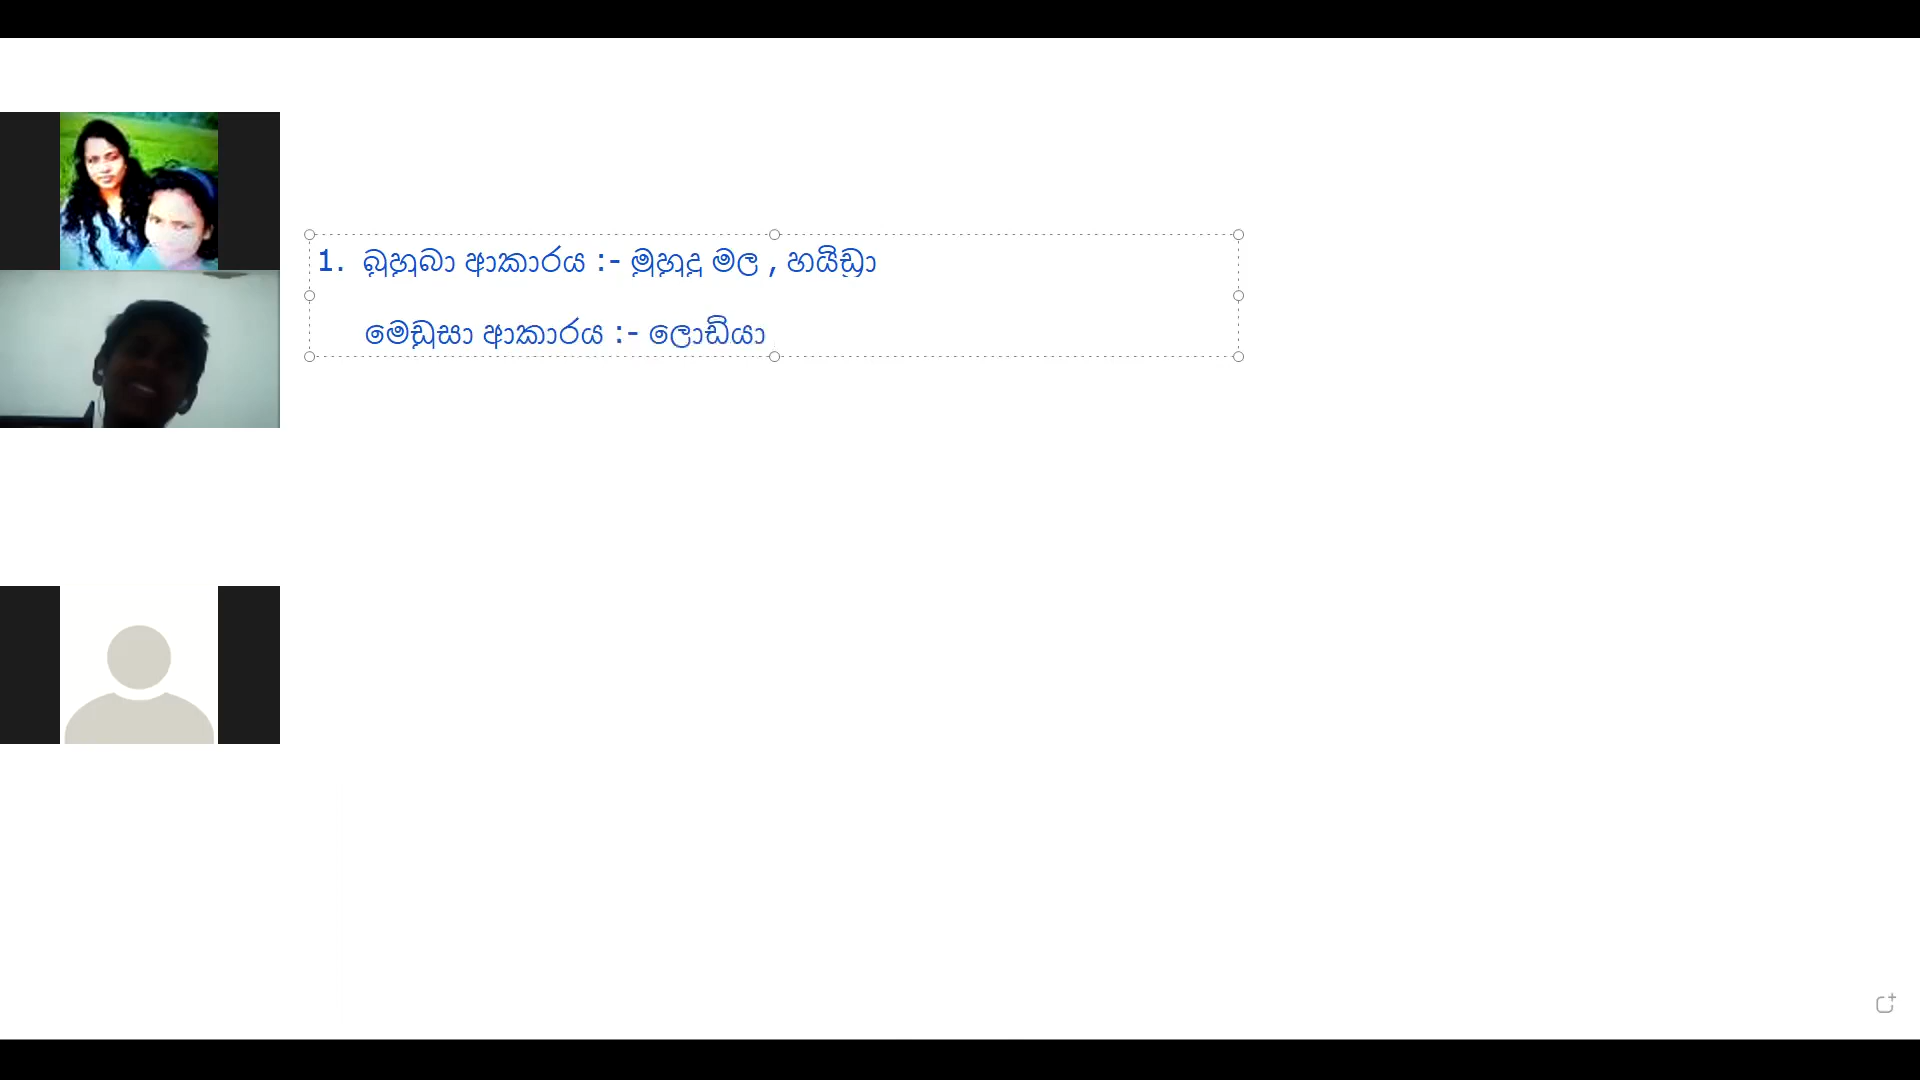 1. බුහුබා ආකාරය :- මුහුදු මල , හයිඩ්‍රා
මෙඩුසා ආකාරය :- ලොඩියා